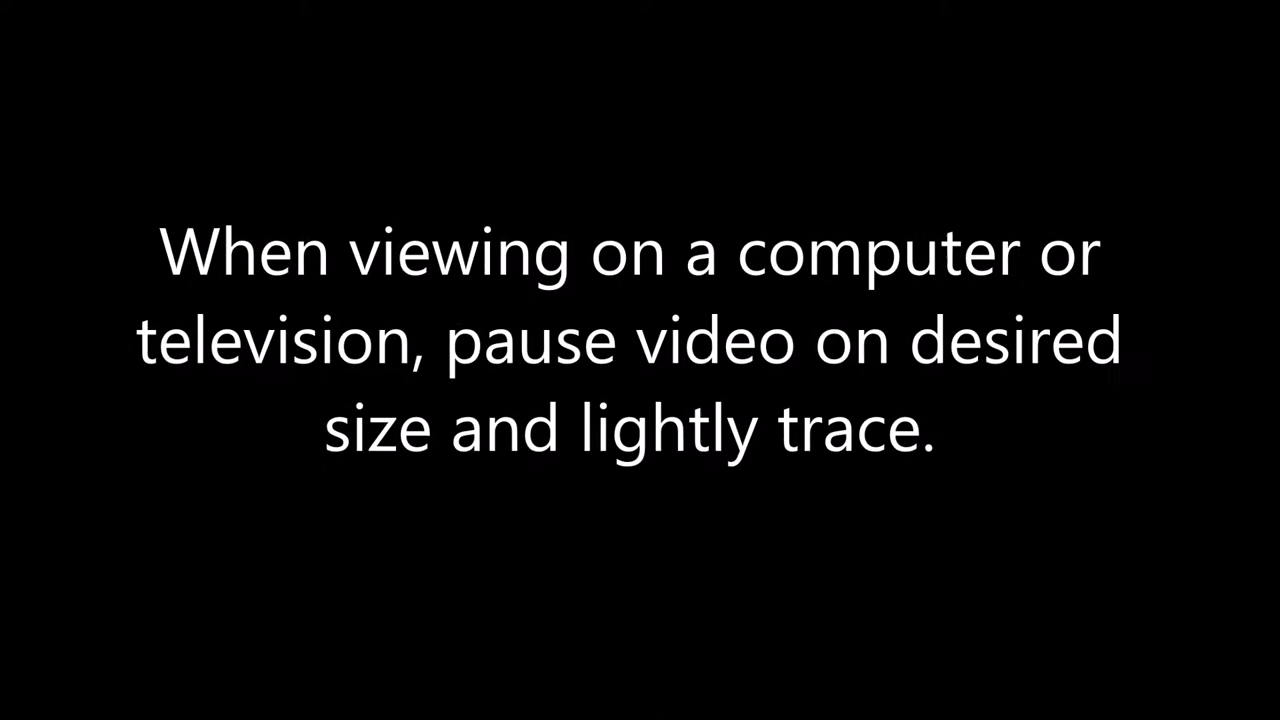 When viewing on a computer or
television, pause video on desired
size and lightly trace.